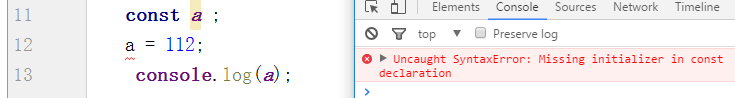 11 const a ;
12 a = 112;
13 console.log(a);
Elements Console Sources Network Timeline
top Preserve log
Uncaught SyntaxError: Missing initializer in const
declaration